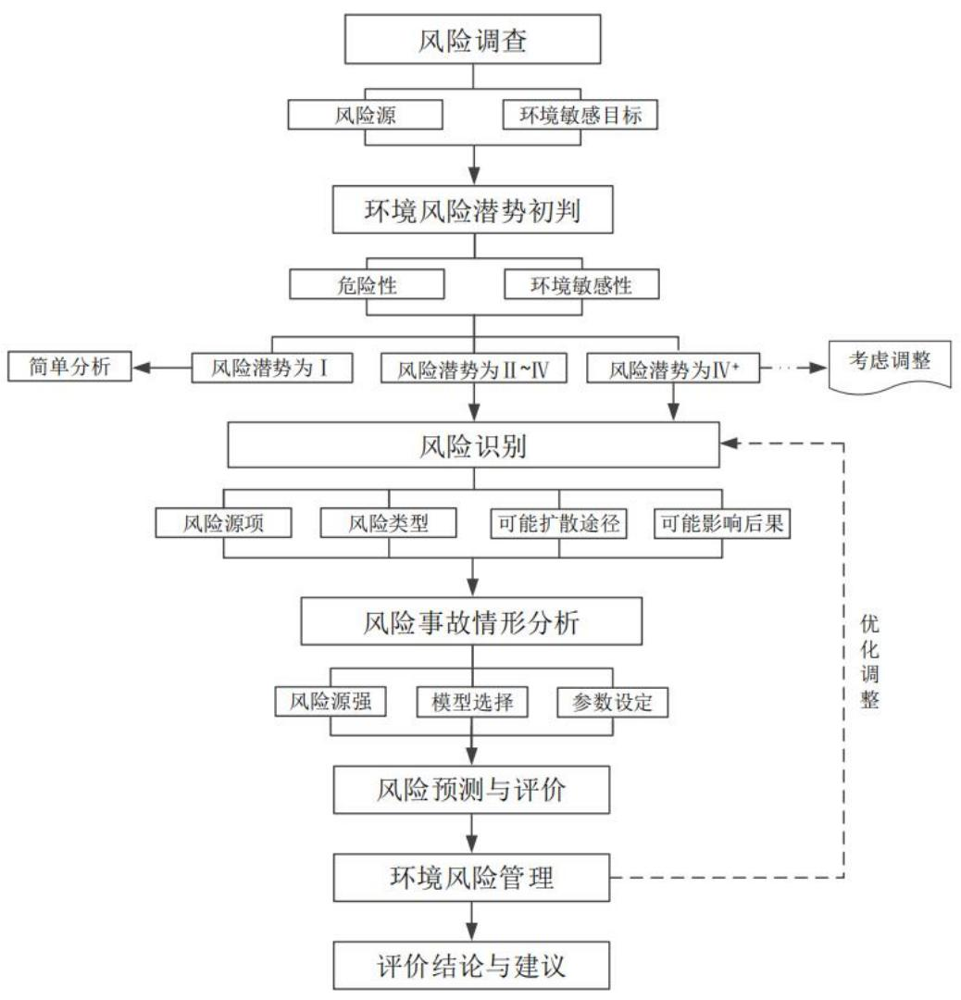 风险调查
风险源
环境敏感目标
环境风险潜势初判
危险性
环境敏感性
简单分析
风险潜势为Ⅰ
风险潜势为Ⅱ~Ⅳ
风险潜势为Ⅳ⁺
考虑调整
风险识别
风险源项
风险类型
可能扩散途径
可能影响后果
风险事故情形分析
优化调整
风险源强
模型选择
参数设定
风险预测与评价
环境风险管理
评价结论与建议